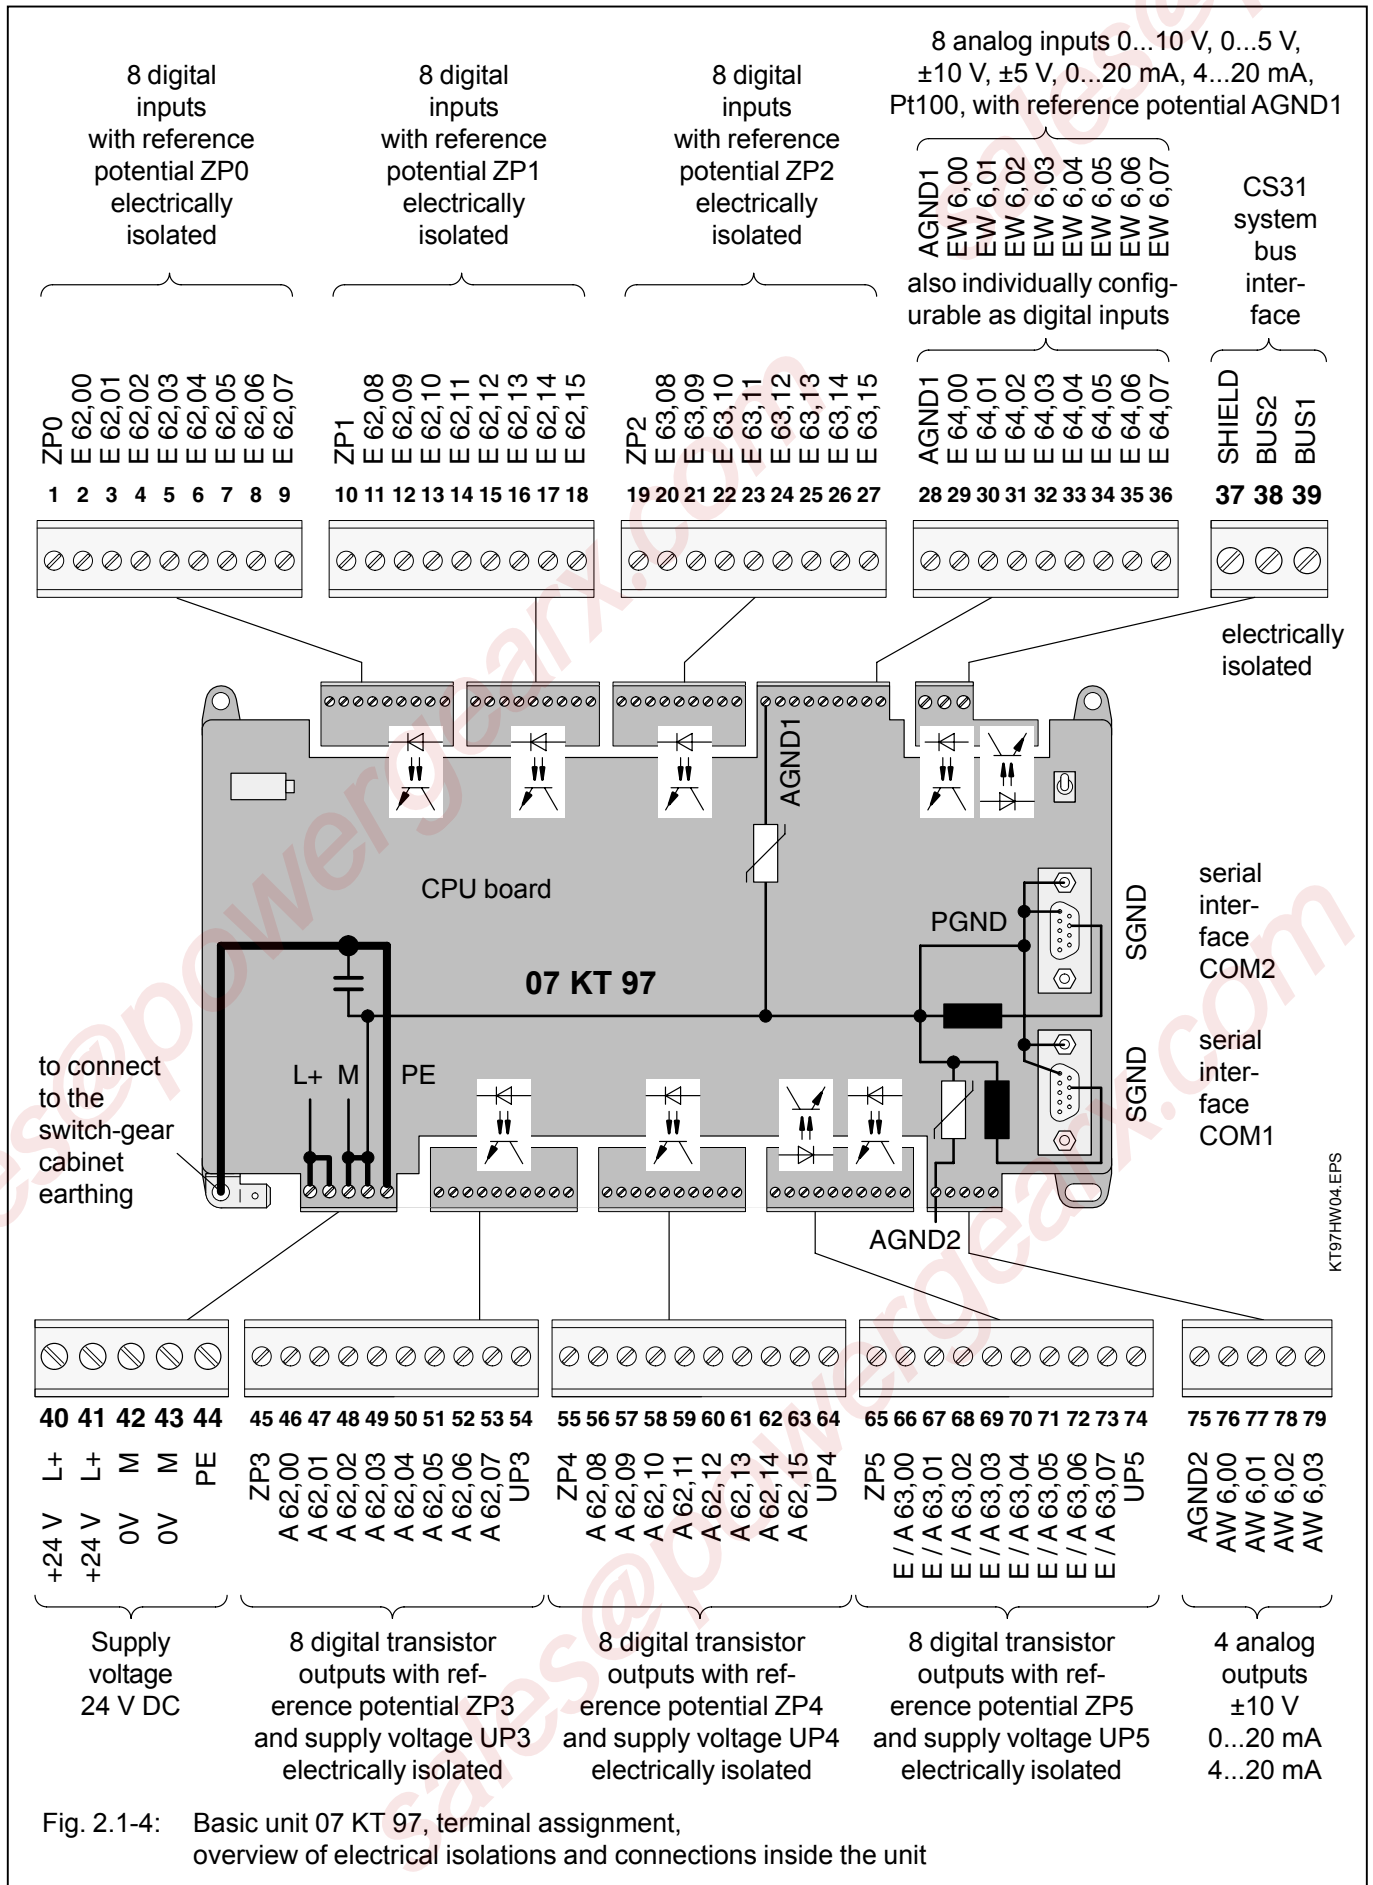 8 digital
inputs
with reference
potential ZP0
electrically
isolated
8 digital
inputs
with reference
potential ZP1
electrically
isolated
8 digital
inputs
with reference
potential ZP2
electrically
isolated
8 analog inputs 0...10 V, 0...5 V,
±10 V, ±5 V, 0...20 mA, 4...20 mA,
Pt100, with reference potential AGND1
AGND1
EW 6,00
EW 6,01
EW 6,02
EW 6,03
EW 6,04
EW 6,05
EW 6,06
EW 6,07
also individually config-
urable as digital inputs
CS31
system
bus
inter-
face
ZP0
E 62,00
E 62,01
E 62,02
E 62,03
E 62,04
E 62,05
E 62,06
E 62,07
ZP1
E 62,08
E 62,09
E 62,10
E 62,11
E 62,12
E 62,13
E 62,14
E 62,15
ZP2
E 63,08
E 63,09
E 63,10
E 63,11
E 63,12
E 63,13
E 63,14
E 63,15
AGND1
E 64,00
E 64,01
E 64,02
E 64,03
E 64,04
E 64,05
E 64,06
E 64,07
SHIELD
BUS2
BUS1
1 2 3 4 5 6 7 8 9
10 11 12 13 14 15 16 17 18
19 20 21 22 23 24 25 26 27
28 29 30 31 32 33 34 35 36
37 38 39
electrically
isolated
AGND1
CPU board
07 KT 97
PGND
SGND
serial
inter-
face
COM2
SGND
serial
inter-
face
COM1
to connect
to the
switch-gear
cabinet
earthing
L+ M PE
AGND2
KT97HW04.EPS
40 41 42 43 44
45 46 47 48 49 50 51 52 53 54
55 56 57 58 59 60 61 62 63 64
65 66 67 68 69 70 71 72 73 74
75 76 77 78 79
+24 V L+
+24 V L+
0V M
0V M
PE
ZP3
A 62,00
A 62,01
A 62,02
A 62,03
A 62,04
A 62,05
A 62,06
A 62,07
UP3
ZP4
A 62,08
A 62,09
A 62,10
A 62,11
A 62,12
A 62,13
A 62,14
A 62,15
UP4
ZP5
E / A 63,00
E / A 63,01
E / A 63,02
E / A 63,03
E / A 63,04
E / A 63,05
E / A 63,06
E / A 63,07
UP5
AGND2
AW 6,00
AW 6,01
AW 6,02
AW 6,03
Supply
voltage
24 V DC
8 digital transistor
outputs with ref-
erence potential ZP3
and supply voltage UP3
electrically isolated
8 digital transistor
outputs with ref-
erence potential ZP4
and supply voltage UP4
electrically isolated
8 digital transistor
outputs with ref-
erence potential ZP5
and supply voltage UP5
electrically isolated
4 analog
outputs
±10 V
0...20 mA
4...20 mA
Fig. 2.1-4: Basic unit 07 KT 97, terminal assignment,
overview of electrical isolations and connections inside the unit
sales@powergearx.com
sales@powergearx.com
sales@p